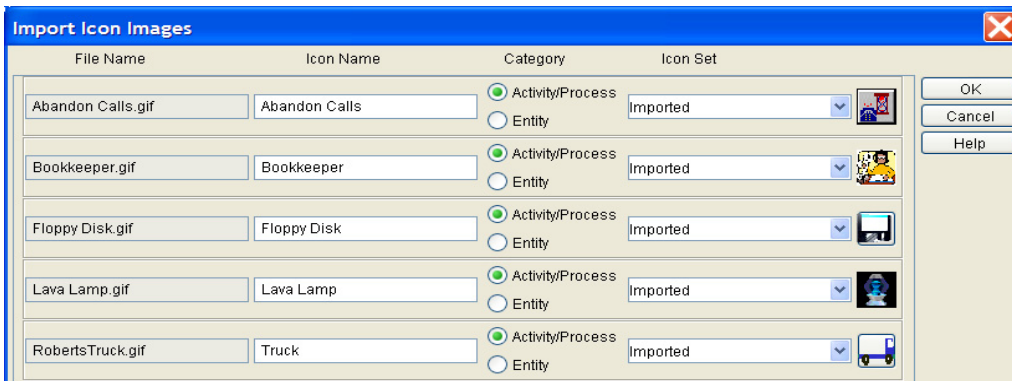 Import Icon Images
File Name Icon Name Category Icon Set
Abandon Calls.gif Abandon Calls Activity/Process Imported OK
Entity Cancel
Help
Bookkeeper.gif Bookkeeper Activity/Process Imported
Entity
Floppy Disk.gif Floppy Disk Activity/Process Imported
Entity
Lava Lamp.gif Lava Lamp Activity/Process Imported
Entity
RobertsTruck.gif Truck Activity/Process Imported
Entity